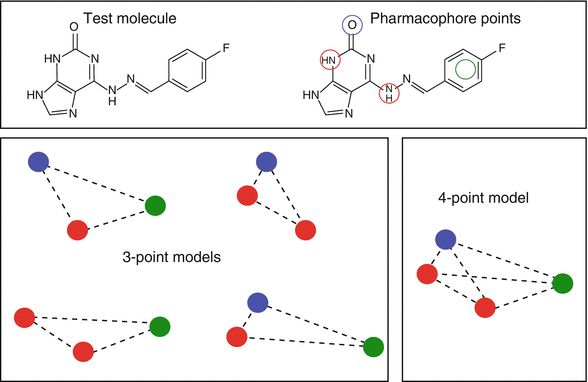 Test molecule
Pharmacophore points
O
HN
N
HN
N
N
H
N
F
O
HN
N
HN
N
N
H
N
F
3-point models
4-point model